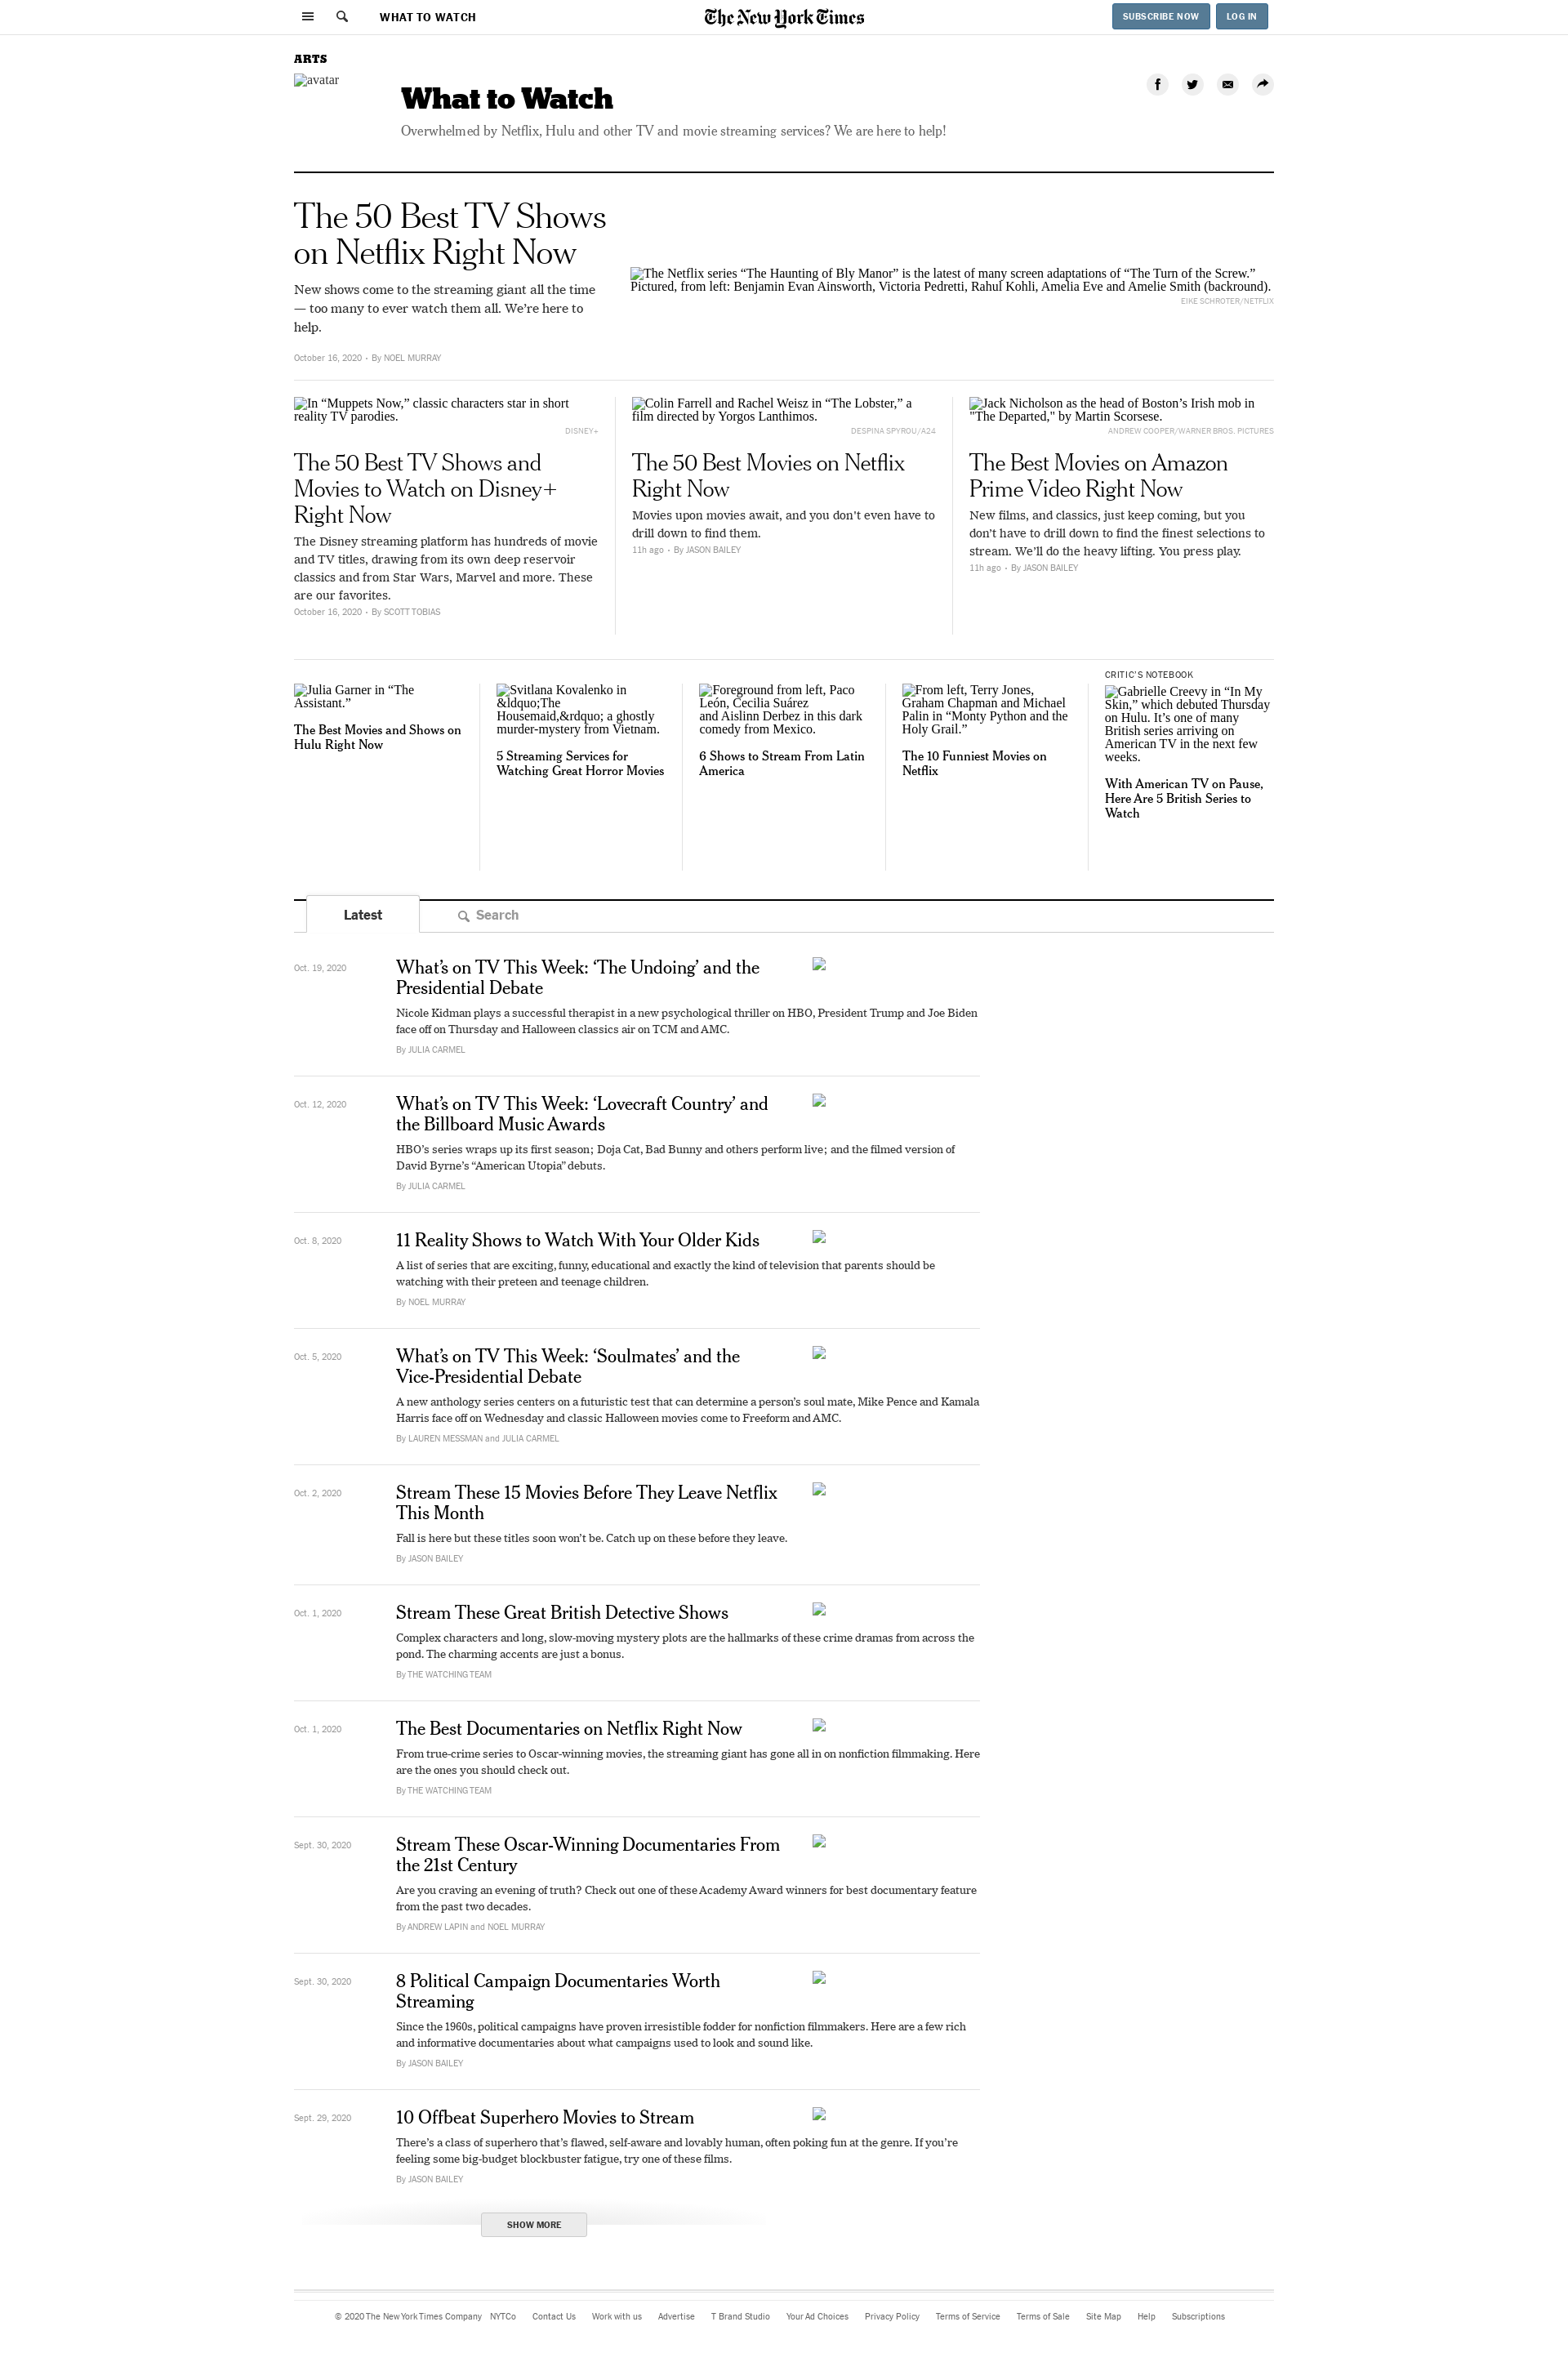 WHAT TO WATCH
The New York Times
SUBSCRIBE NOW
LOG IN
ARTS
avatar
What to Watch
Overwhelmed by Netflix, Hulu and other TV and movie streaming services? We are here to help!
The 50 Best TV Shows
on Netflix Right Now
New shows come to the streaming giant all the time
— too many to ever watch them all. We’re here to
help.
October 16, 2020 • By NOEL MURRAY
The Netflix series “The Haunting of Bly Manor” is the latest of many screen adaptations of “The Turn of the Screw.”
Pictured, from left: Benjamin Evan Ainsworth, Victoria Pedretti, Rahul Kohli, Amelia Eve and Amelie Smith (backround).
EIKE SCHROTER/NETFLIX
In “Muppets Now,” classic characters star in short
reality TV parodies.
DISNEY+
The 50 Best TV Shows and
Movies to Watch on Disney+
Right Now
The Disney streaming platform has hundreds of movie
and TV titles, drawing from its own deep reservoir
classics and from Star Wars, Marvel and more. These
are our favorites.
October 16, 2020 • By SCOTT TOBIAS
Colin Farrell and Rachel Weisz in “The Lobster,” a
film directed by Yorgos Lanthimos.
DESPINA SPYROU/A24
The 50 Best Movies on Netflix
Right Now
Movies upon movies await, and you don’t even have to
drill down to find them.
11h ago • By JASON BAILEY
Jack Nicholson as the head of Boston’s Irish mob in
"The Departed," by Martin Scorsese.
ANDREW COOPER/WARNER BROS. PICTURES
The Best Movies on Amazon
Prime Video Right Now
New films, and classics, just keep coming, but you
don’t have to drill down to find the finest selections to
stream. We’ll do the heavy lifting. You press play.
11h ago • By JASON BAILEY
Julia Garner in “The
Assistant.”
The Best Movies and Shows on
Hulu Right Now
Svitlana Kovalenko in
&ldquo;The
Housemaid,&rdquo; a ghostly
murder-mystery from Vietnam.
5 Streaming Services for
Watching Great Horror Movies
Foreground from left, Paco
León, Cecilia Suárez
and Aislinn Derbez in this dark
comedy from Mexico.
6 Shows to Stream From Latin
America
From left, Terry Jones,
Graham Chapman and Michael
Palin in “Monty Python and the
Holy Grail.”
The 10 Funniest Movies on
Netflix
CRITIC’S NOTEBOOK
Gabrielle Creevy in “In My
Skin,” which debuted Thursday
on Hulu. It’s one of many
British series arriving on
American TV in the next few
weeks.
With American TV on Pause,
Here Are 5 British Series to
Watch
Latest
Search
Oct. 19, 2020
What’s on TV This Week: ‘The Undoing’ and the
Presidential Debate
Nicole Kidman plays a successful therapist in a new psychological thriller on HBO, President Trump and Joe Biden
face off on Thursday and Halloween classics air on TCM and AMC.
By JULIA CARMEL
Oct. 12, 2020
What’s on TV This Week: ‘Lovecraft Country’ and
the Billboard Music Awards
HBO’s series wraps up its first season; Doja Cat, Bad Bunny and others perform live; and the filmed version of
David Byrne’s “American Utopia” debuts.
By JULIA CARMEL
Oct. 8, 2020
11 Reality Shows to Watch With Your Older Kids
A list of series that are exciting, funny, educational and exactly the kind of television that parents should be
watching with their preteen and teenage children.
By NOEL MURRAY
Oct. 5, 2020
What’s on TV This Week: ‘Soulmates’ and the
Vice-Presidential Debate
A new anthology series centers on a futuristic test that can determine a person’s soul mate, Mike Pence and Kamala
Harris face off on Wednesday and classic Halloween movies come to Freeform and AMC.
By LAUREN MESSMAN and JULIA CARMEL
Oct. 2, 2020
Stream These 15 Movies Before They Leave Netflix
This Month
Fall is here but these titles soon won’t be. Catch up on these before they leave.
By JASON BAILEY
Oct. 1, 2020
Stream These Great British Detective Shows
Complex characters and long, slow-moving mystery plots are the hallmarks of these crime dramas from across the
pond. The charming accents are just a bonus.
By THE WATCHING TEAM
Oct. 1, 2020
The Best Documentaries on Netflix Right Now
From true-crime series to Oscar-winning movies, the streaming giant has gone all in on nonfiction filmmaking. Here
are the ones you should check out.
By THE WATCHING TEAM
Sept. 30, 2020
Stream These Oscar-Winning Documentaries From
the 21st Century
Are you craving an evening of truth? Check out one of these Academy Award winners for best documentary feature
from the past two decades.
By ANDREW LAPIN and NOEL MURRAY
Sept. 30, 2020
8 Political Campaign Documentaries Worth
Streaming
Since the 1960s, political campaigns have proven irresistible fodder for nonfiction filmmakers. Here are a few rich
and informative documentaries about what campaigns used to look and sound like.
By JASON BAILEY
Sept. 29, 2020
10 Offbeat Superhero Movies to Stream
There’s a class of superhero that’s flawed, self-aware and lovably human, often poking fun at the genre. If you’re
feeling some big-budget blockbuster fatigue, try one of these films.
By JASON BAILEY
SHOW MORE
© 2020 The New York Times Company NYTCo Contact Us Work with us Advertise T Brand Studio Your Ad Choices Privacy Policy Terms of Service Terms of Sale Site Map Help Subscriptions